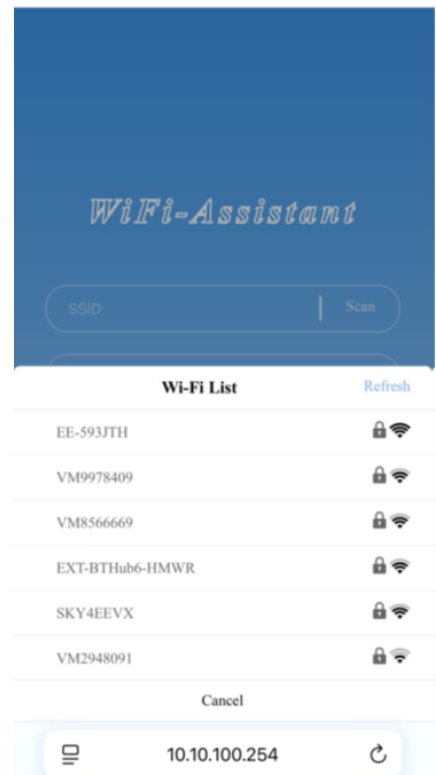 WiFi-Assistant
SSID Scan
Wi-Fi List Refresh
EE-593JTH
VM9978409
VM8566669
EXT-BTHub6-HMWR
SKY4EEVX
VM2948091
Cancel
10.10.100.254